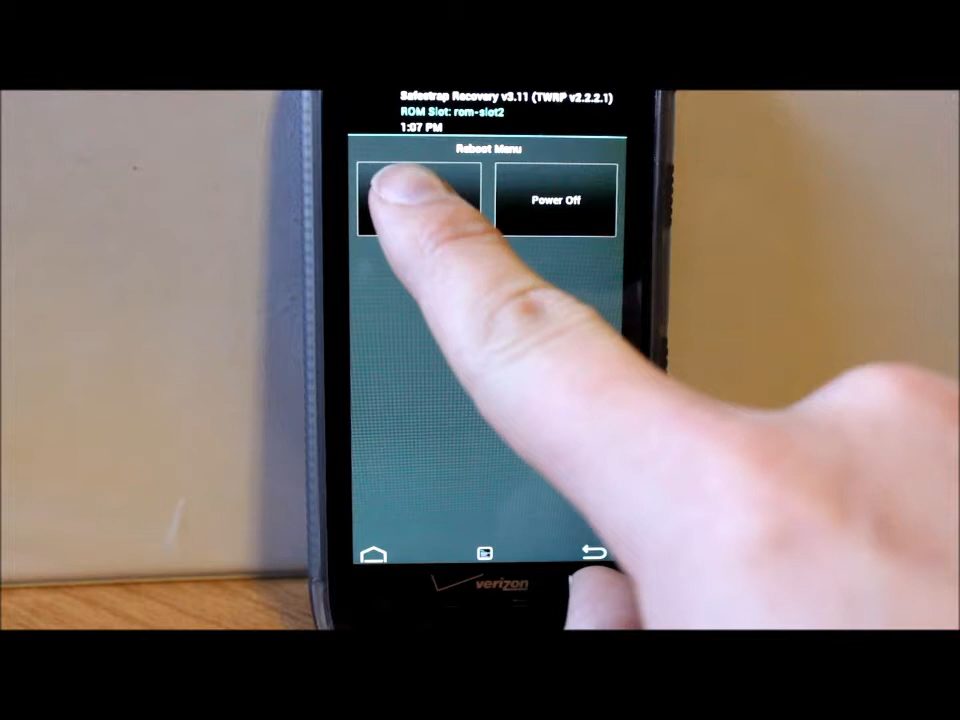 Safestrap Recovery v3.11 (TWRP v2.2.2.1)
ROM Slot: rom-slot2
1:07 PM
Reboot Menu
Power Off
verizon